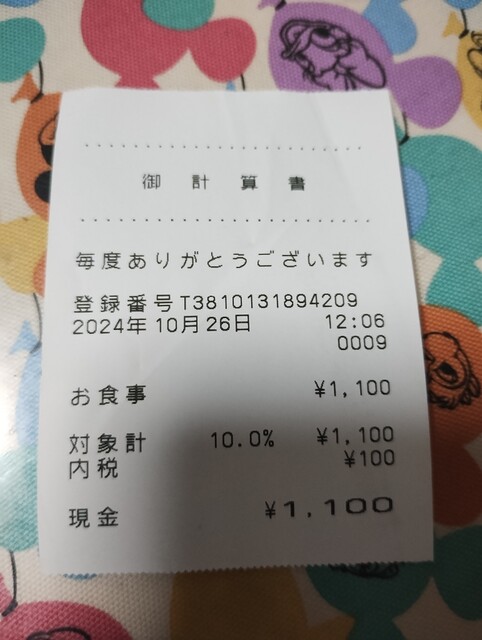 御計算書
毎度ありがとうございます
登録番号T3810131894209
2024年10月26日 12:06
0009
お食事 ¥1,100
対象計 10.0% ¥1,100
内税 ¥100
現金 ¥1,100